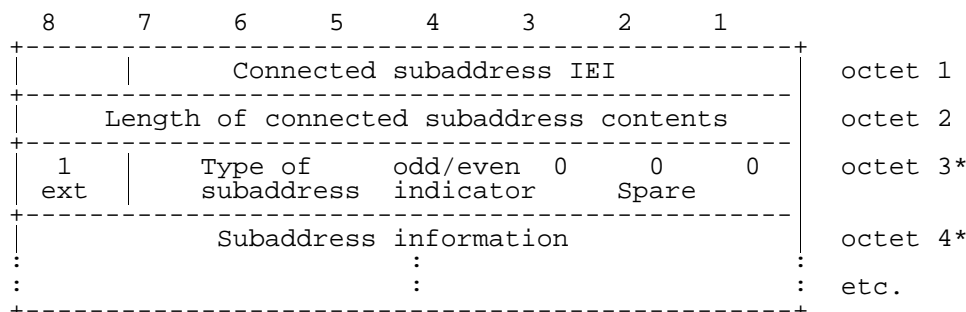 8 7 6 5 4 3 2 1
Connected subaddress IEI octet 1
Length of connected subaddress contents octet 2
1 Type of odd/even 0 0 0 octet 3*
ext subaddress indicator Spare
Subaddress information octet 4*
: : :
: : : etc.